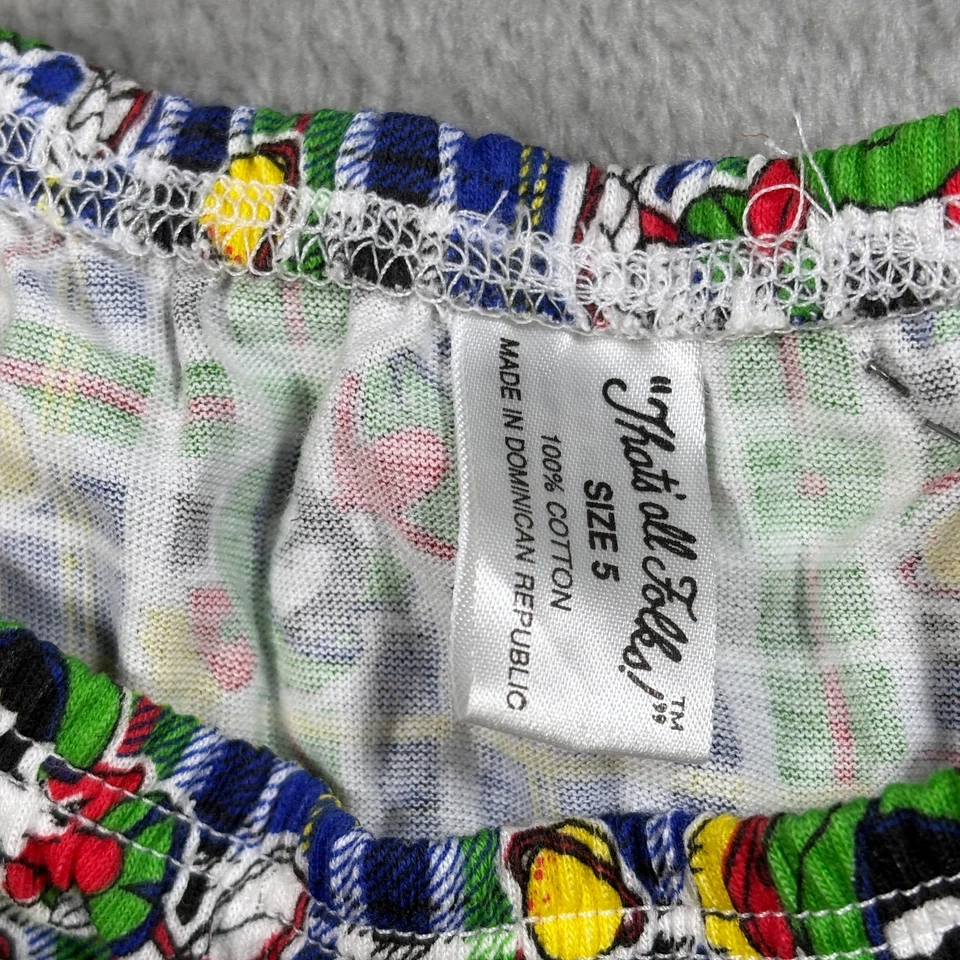 "That's all Folks!"™
SIZE 5
100% COTTON
MADE IN DOMINICAN REPUBLIC